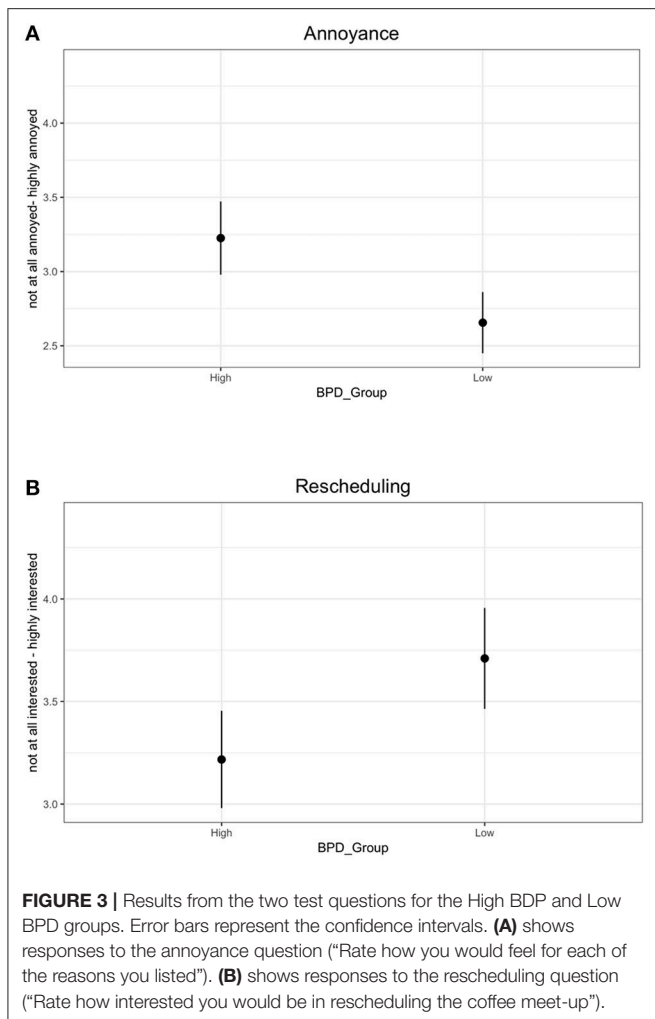 A
Annoyance
not at all annoyed- highly annoyed
4.0
3.5
3.0
2.5
High
Low
BPD_Group
B
Rescheduling
not at all interested - highly interested
4.0
3.5
3.0
High
Low
BPD_Group
FIGURE 3 | Results from the two test questions for the High BDP and Low
BPD groups. Error bars represent the confidence intervals. (A) shows
responses to the annoyance question (“Rate how you would feel for each of
the reasons you listed”). (B) shows responses to the rescheduling question
(“Rate how interested you would be in rescheduling the coffee meet-up”).